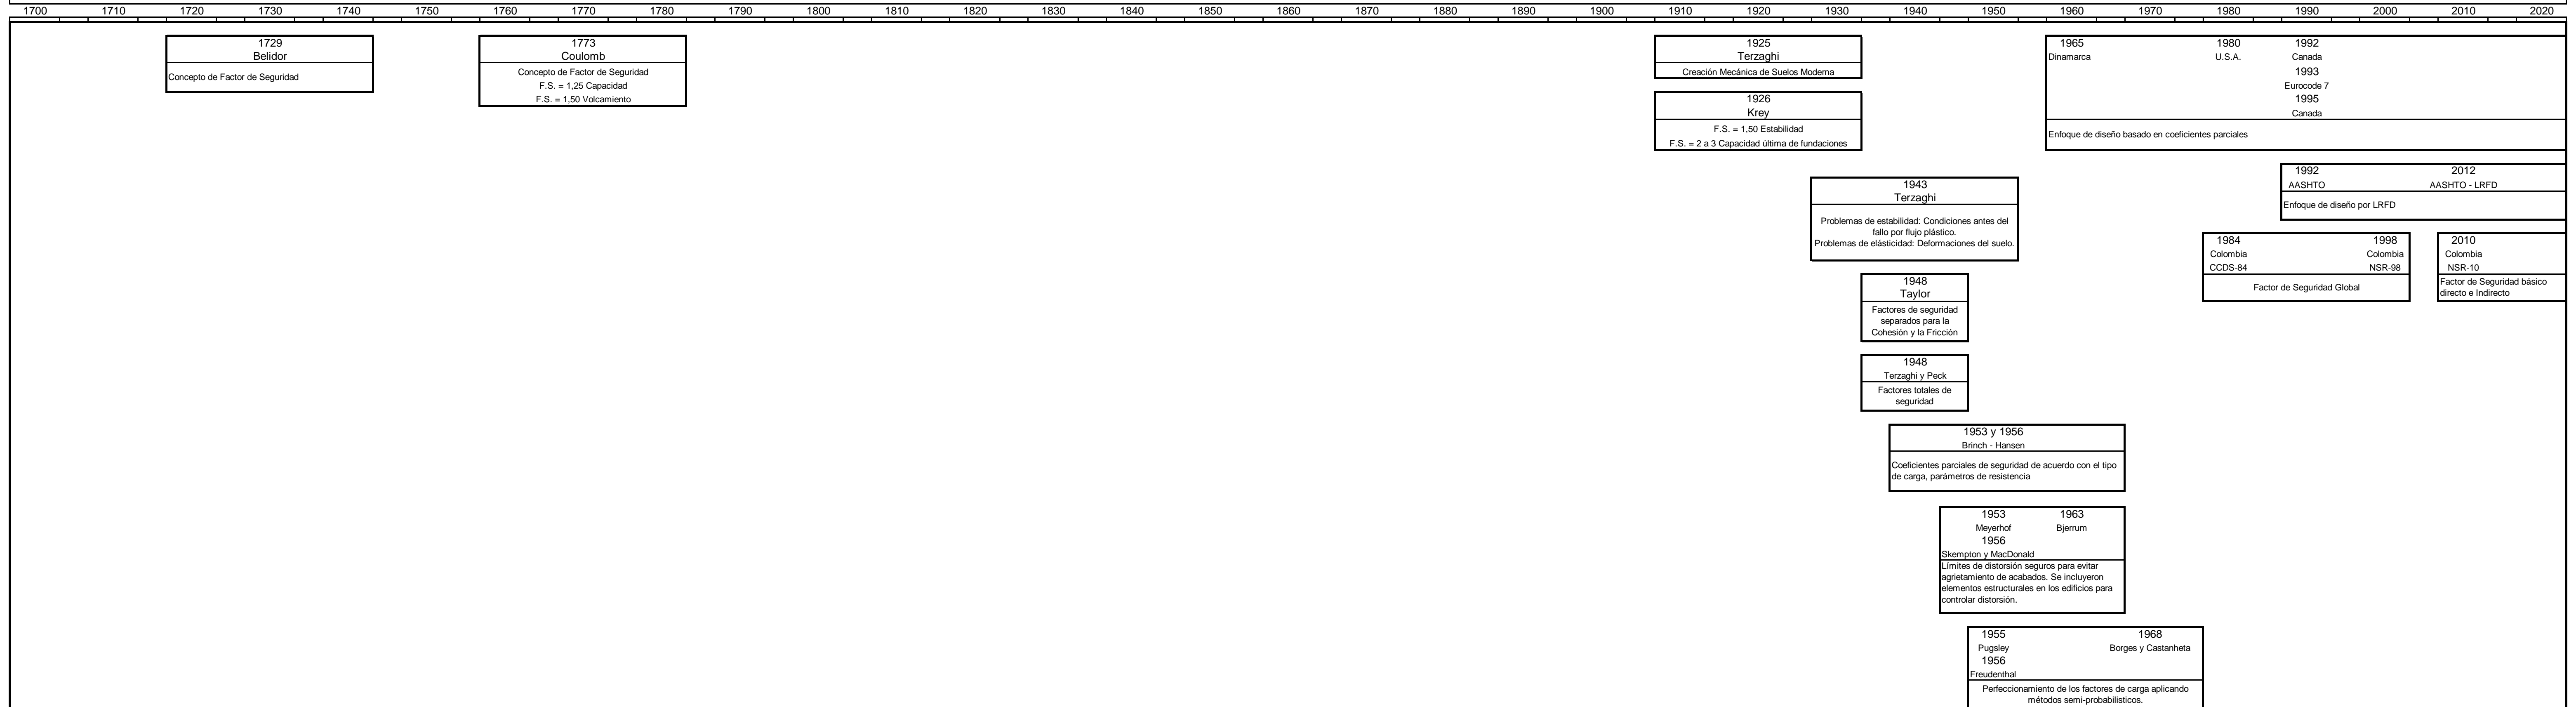 1700 1710 1720 1730 1740 1750 1760 1770 1780 1790 1800 1810 1820 1830 1840 1850 1860 1870 1880 1890 1900 1910 1920 1930 1940 1950 1960 1970 1980 1990 2000 2010 2020
1729
Belidor
Concepto de Factor de Seguridad
1773
Coulomb
Concepto de Factor de Seguridad
F.S. = 1,25 Capacidad
F.S. = 1,50 Volcamiento
1925
Terzaghi
Creación Mecánica de Suelos Moderna
1926
Krey
F.S. = 1,50 Estabilidad
F.S. = 2 a 3 Capacidad última de fundaciones
1965 1980 1992
Dinamarca U.S.A. Canada
1993
Eurocode 7
1995
Canada
Enfoque de diseño basado en coeficientes parciales
1992 2012
AASHTO AASHTO - LRFD
Enfoque de diseño por LRFD
1943
Terzaghi
Problemas de estabilidad: Condiciones antes del
fallo por flujo plástico.
Problemas de elásticidad: Deformaciones del suelo.
1984 1998
Colombia Colombia
CCDS-84 NSR-98
Factor de Seguridad Global
2010
Colombia
NSR-10
Factor de Seguridad básico
directo e Indirecto
1948
Taylor
Factores de seguridad
separados para la
Cohesión y la Fricción
1948
Terzaghi y Peck
Factores totales de
seguridad
1953 y 1956
Brinch - Hansen
Coeficientes parciales de seguridad de acuerdo con el tipo
de carga, parámetros de resistencia
1953 1963
Meyerhof Bjerrum
1956
Skempton y MacDonald
Límites de distorsión seguros para evitar
agrietamiento de acabados. Se incluyeron
elementos estructurales en los edificios para
controlar distorsión.
1955 1968
Pugsley Borges y Castanheta
1956
Freudenthal
Perfeccionamiento de los factores de carga aplicando
métodos semi-probabilisticos.